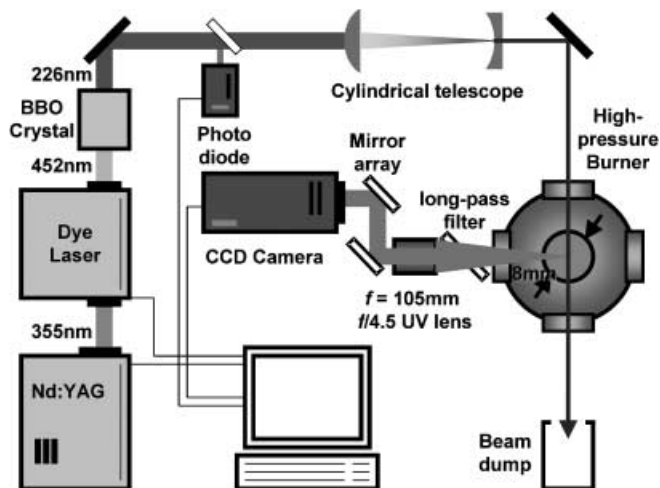 226nm
BBO
Crystal
452nm
Dye
Laser
355nm
Nd:YAG
Photo
diode
Cylindrical telescope
High-
pressure
Burner
Mirror
array
long-pass
filter
CCD Camera
8mm
f = 105mm
f/4.5 UV lens
Beam
dump